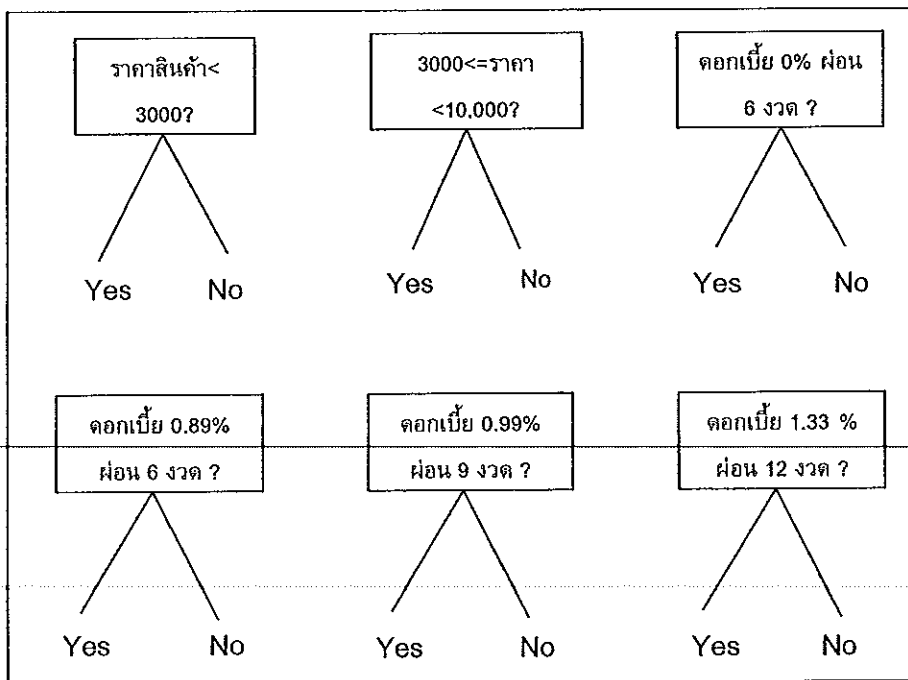 ราคาสินค้า<
3000?
Yes No
3000<=ราคา
<10,000?
Yes No
ดอกเบี้ย 0% ผ่อน
6 งวด ?
Yes No
ดอกเบี้ย 0.89%
ผ่อน 6 งวด ?
Yes No
ดอกเบี้ย 0.99%
ผ่อน 9 งวด ?
Yes No
ดอกเบี้ย 1.33 %
ผ่อน 12 งวด ?
Yes No